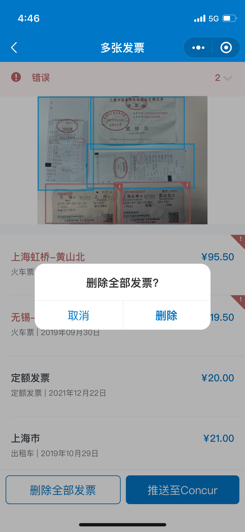 4:46
5G
多张发票
错误
2
上海虹桥-黄山北
¥95.50
火车票
删除全部发票?
取消
删除
无锡-
19.50
火车票 | 2019年09月30日
定额发票
¥20.00
定额发票 | 2021年12月22日
上海市
¥21.00
出租车 | 2019年10月29日
删除全部发票
推送至Concur